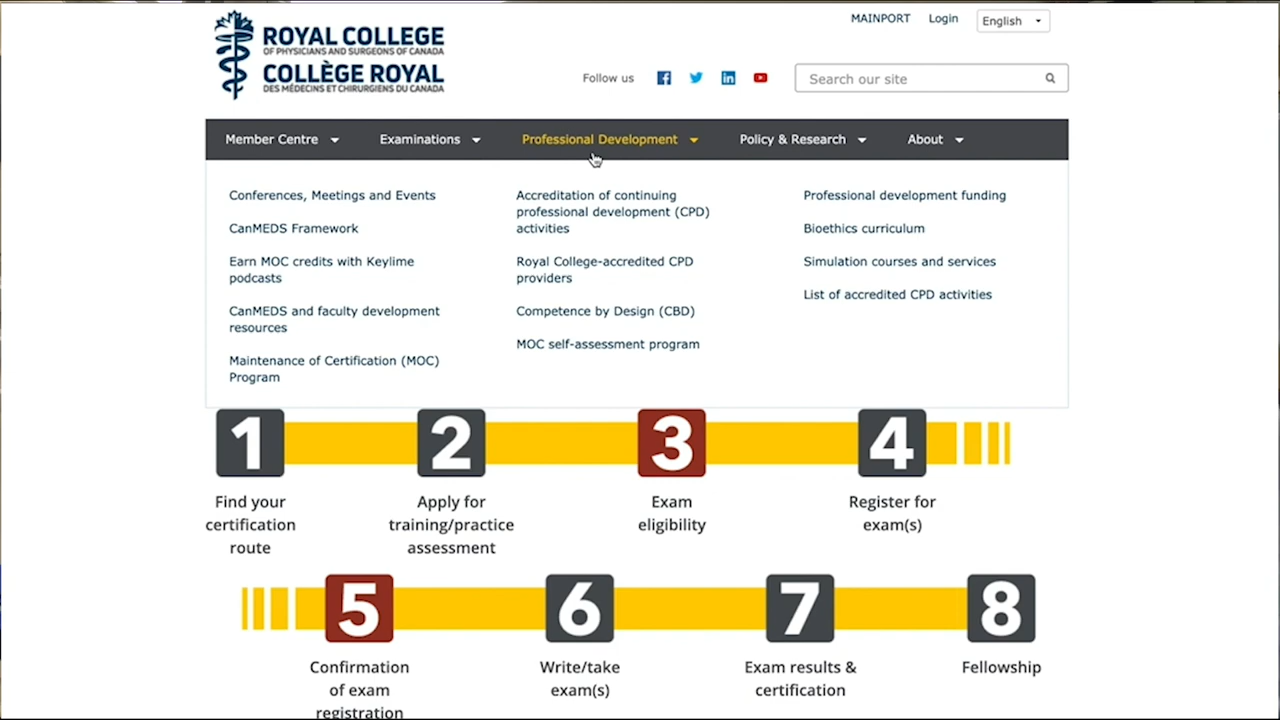 MAINPORT
Login
English
ROYAL COLLEGE
OF PHYSICIANS AND SURGEONS OF CANADA
COLLÈGE ROYAL
DES MÉDECINS ET CHIRURGIENS DU CANADA
Follow us
Search our site
Member Centre
Examinations
Professional Development
Policy & Research
About
Conferences, Meetings and Events
CanMEDS Framework
Earn MOC credits with Keylime
podcasts
CanMEDS and faculty development
resources
Maintenance of Certification (MOC)
Program
Accreditation of continuing
professional development (CPD)
activities
Royal College-accredited CPD
providers
Competence by Design (CBD)
MOC self-assessment program
Professional development funding
Bioethics curriculum
Simulation courses and services
List of accredited CPD activities
1
Find your
certification
route
2
Apply for
training/practice
assessment
3
Exam
eligibility
4
Register for
exam(s)
5
Confirmation
of exam
registration
6
Write/take
exam(s)
7
Exam results &
certification
8
Fellowship